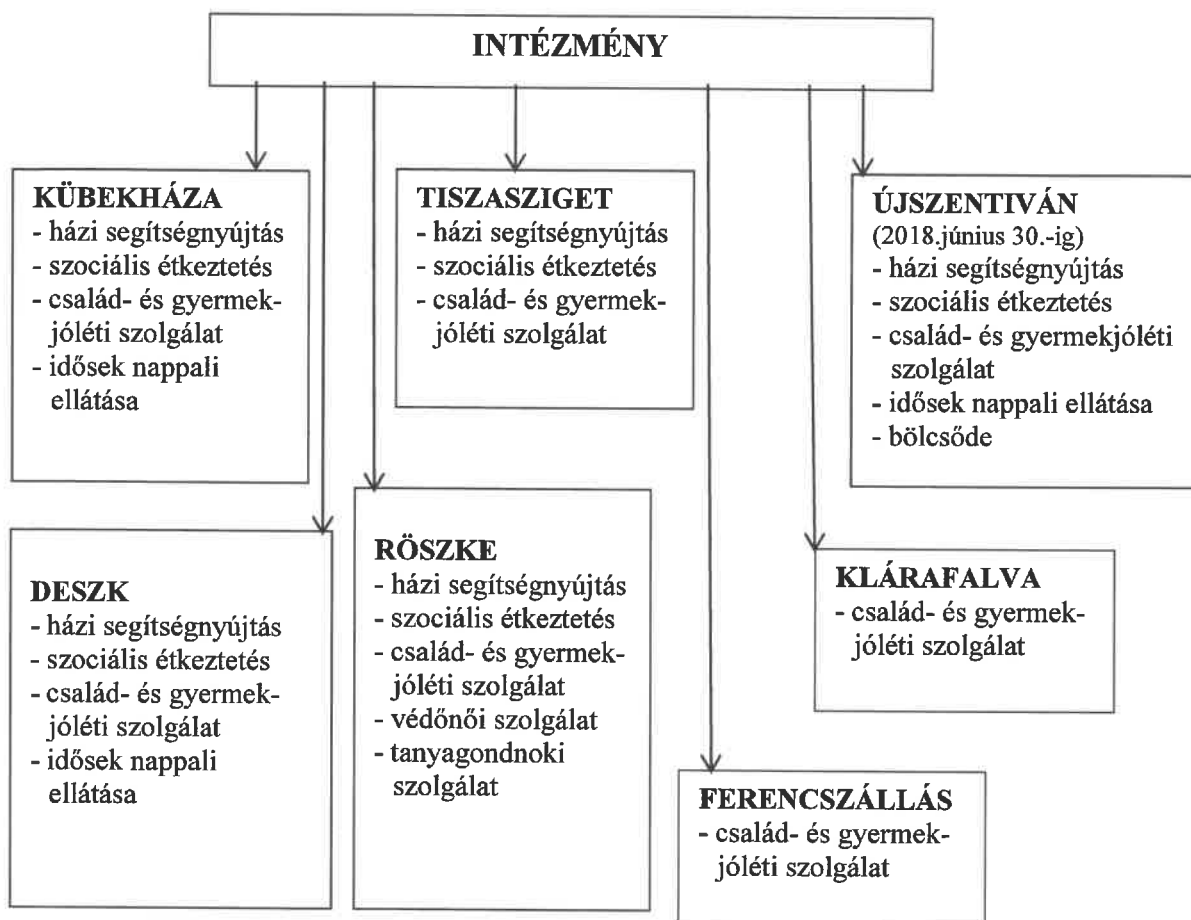 INTÉZMÉNY
KÜBEKHÁZA
- házi segítségnyújtás
- szociális étkeztetés
- család- és gyermek-
jóléti szolgálat
- idősek nappali
ellátása
TISZASZIGET
- házi segítségnyújtás
- szociális étkeztetés
- család- és gyermek-
jóléti szolgálat
ÚJSZENTIVÁN
(2018.június 30.-ig)
- házi segítségnyújtás
- szociális étkeztetés
- család- és gyermekjóléti
szolgálat
- idősek nappali ellátása
- bölcsőde
DESZK
- házi segítségnyújtás
- szociális étkeztetés
- család- és gyermek-
jóléti szolgálat
- idősek nappali
ellátása
RÖSZKE
- házi segítségnyújtás
- szociális étkeztetés
- család- és gyermek-
jóléti szolgálat
- védőnői szolgálat
- tanyagondnoki
szolgálat
KLÁRAFALVA
- család- és gyermek-
jóléti szolgálat
FERENCSZÁLLÁS
- család- és gyermek-
jóléti szolgálat